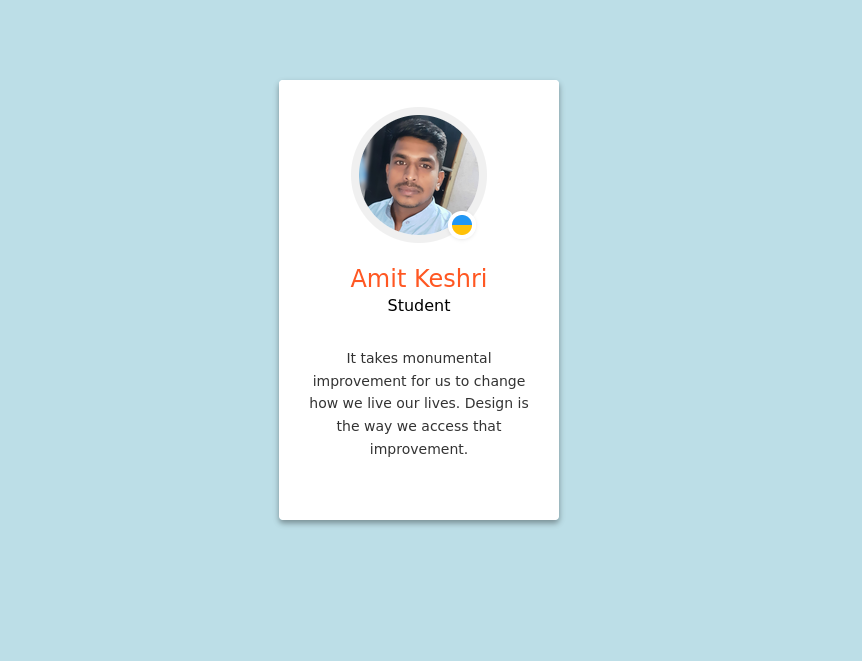 Amit Keshri
Student
It takes monumental
improvement for us to change
how we live our lives. Design is
the way we access that
improvement.